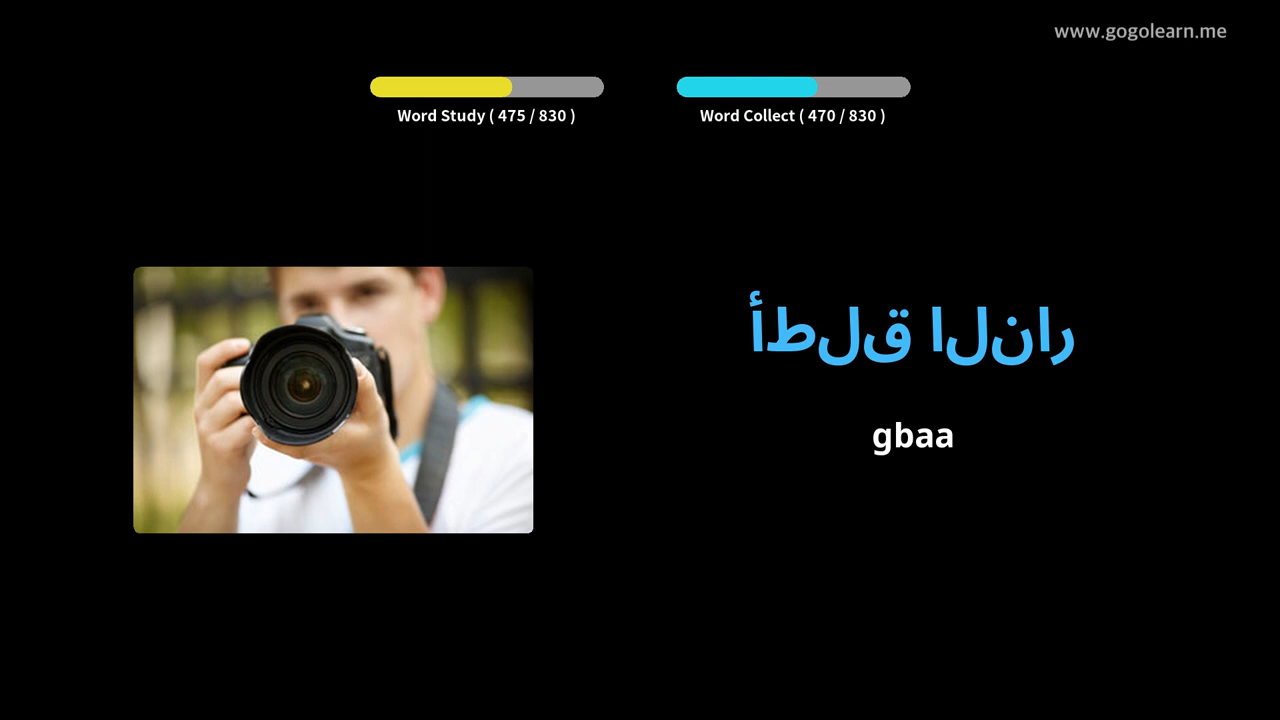 www.gogolearn.me
Word Study ( 475 / 830 )
Word Collect ( 470 / 830 )
أطلق النار
gbaa